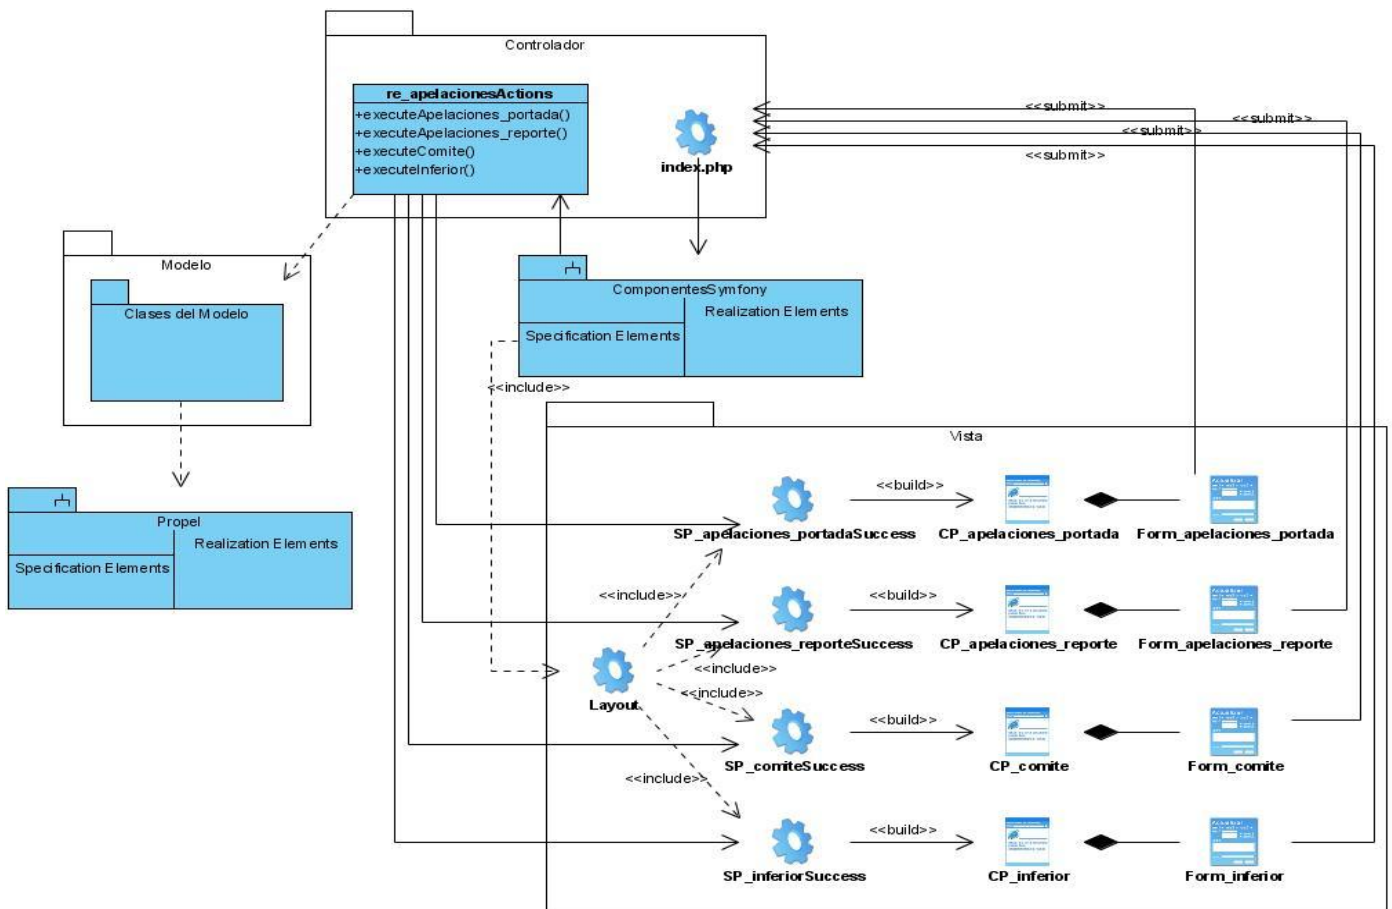 Controlador
re_apelacionesActions
+executeApelaciones_portada()
+executeApelaciones_reporte()
+executeComite()
+executeInferior()
index.php
<<submit>>
<<submit>>
<<submit>>
<<submit>>
Modelo
Clases del Modelo
ComponentesSymfony
Realization Elements
Specification Elements
<<include>>
Propel
Realization Elements
Specification Elements
Vista
<<build>>
SP_apelaciones_portadaSuccess
CP_apelaciones_portada
Form_apelaciones_portada
<<include>>
<<build>>
SP_apelaciones_reporteSuccess
CP_apelaciones_reporte
Form_apelaciones_reporte
<<include>>
<<include>>
Layout
<<build>>
SP_comiteSuccess
CP_comite
Form_comite
<<include>>
<<build>>
SP_inferiorSuccess
CP_inferior
Form_inferior